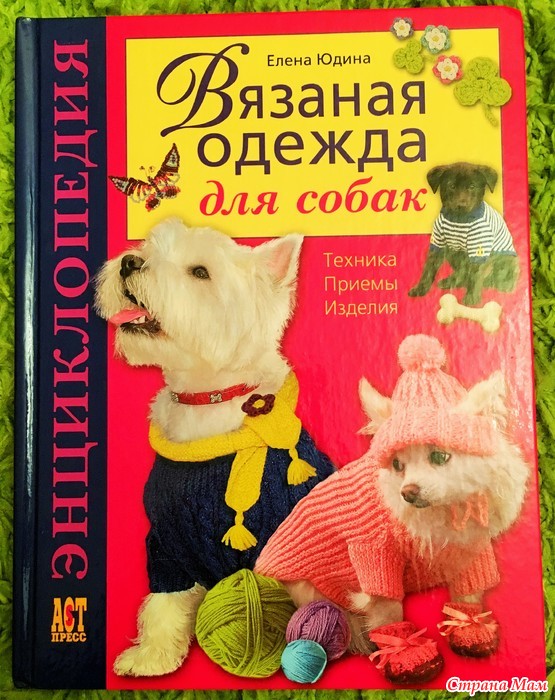 Елена Юдина
Вязаная
одежда
для собак
Техника
Приемы
Изделия
ЭНЦИКЛОПЕДИЯ
АСТ
ПРЕСС
Страна Мам